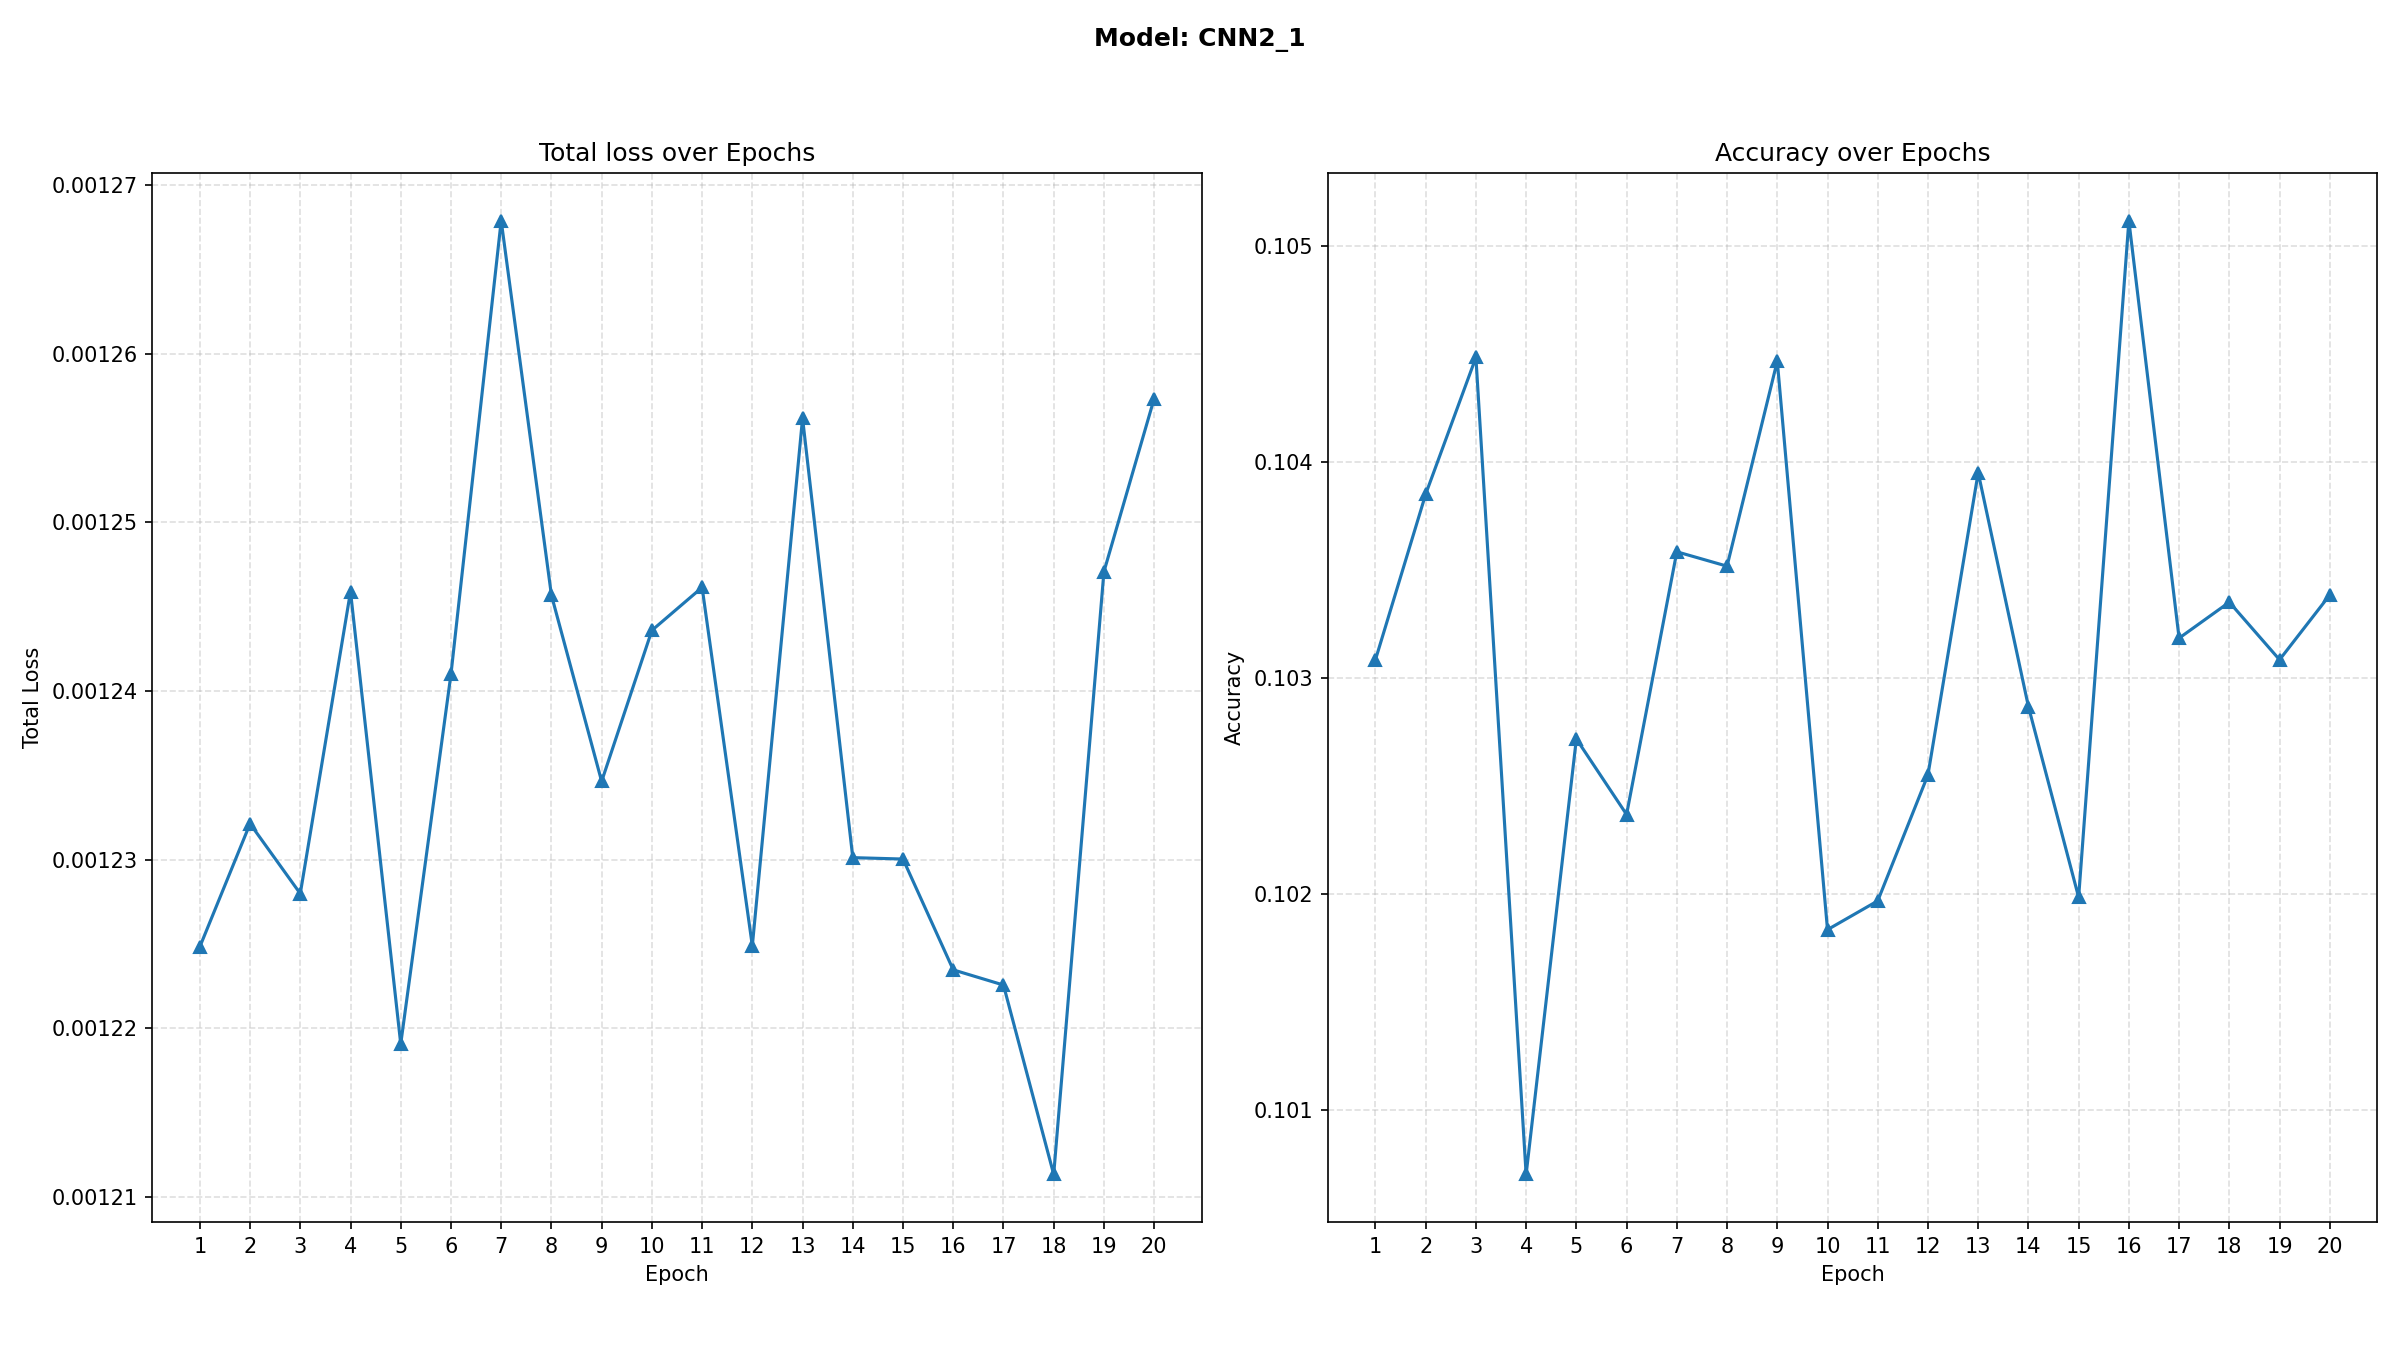 Model: CNN2_1
Total loss over Epochs
0.00127
0.00126
0.00125
0.00124
0.00123
0.00122
0.00121
Total Loss
1 2 3 4 5 6 7 8 9 10 11 12 13 14 15 16 17 18 19 20
Epoch
Accuracy over Epochs
0.105
0.104
0.103
0.102
0.101
Accuracy
1 2 3 4 5 6 7 8 9 10 11 12 13 14 15 16 17 18 19 20
Epoch